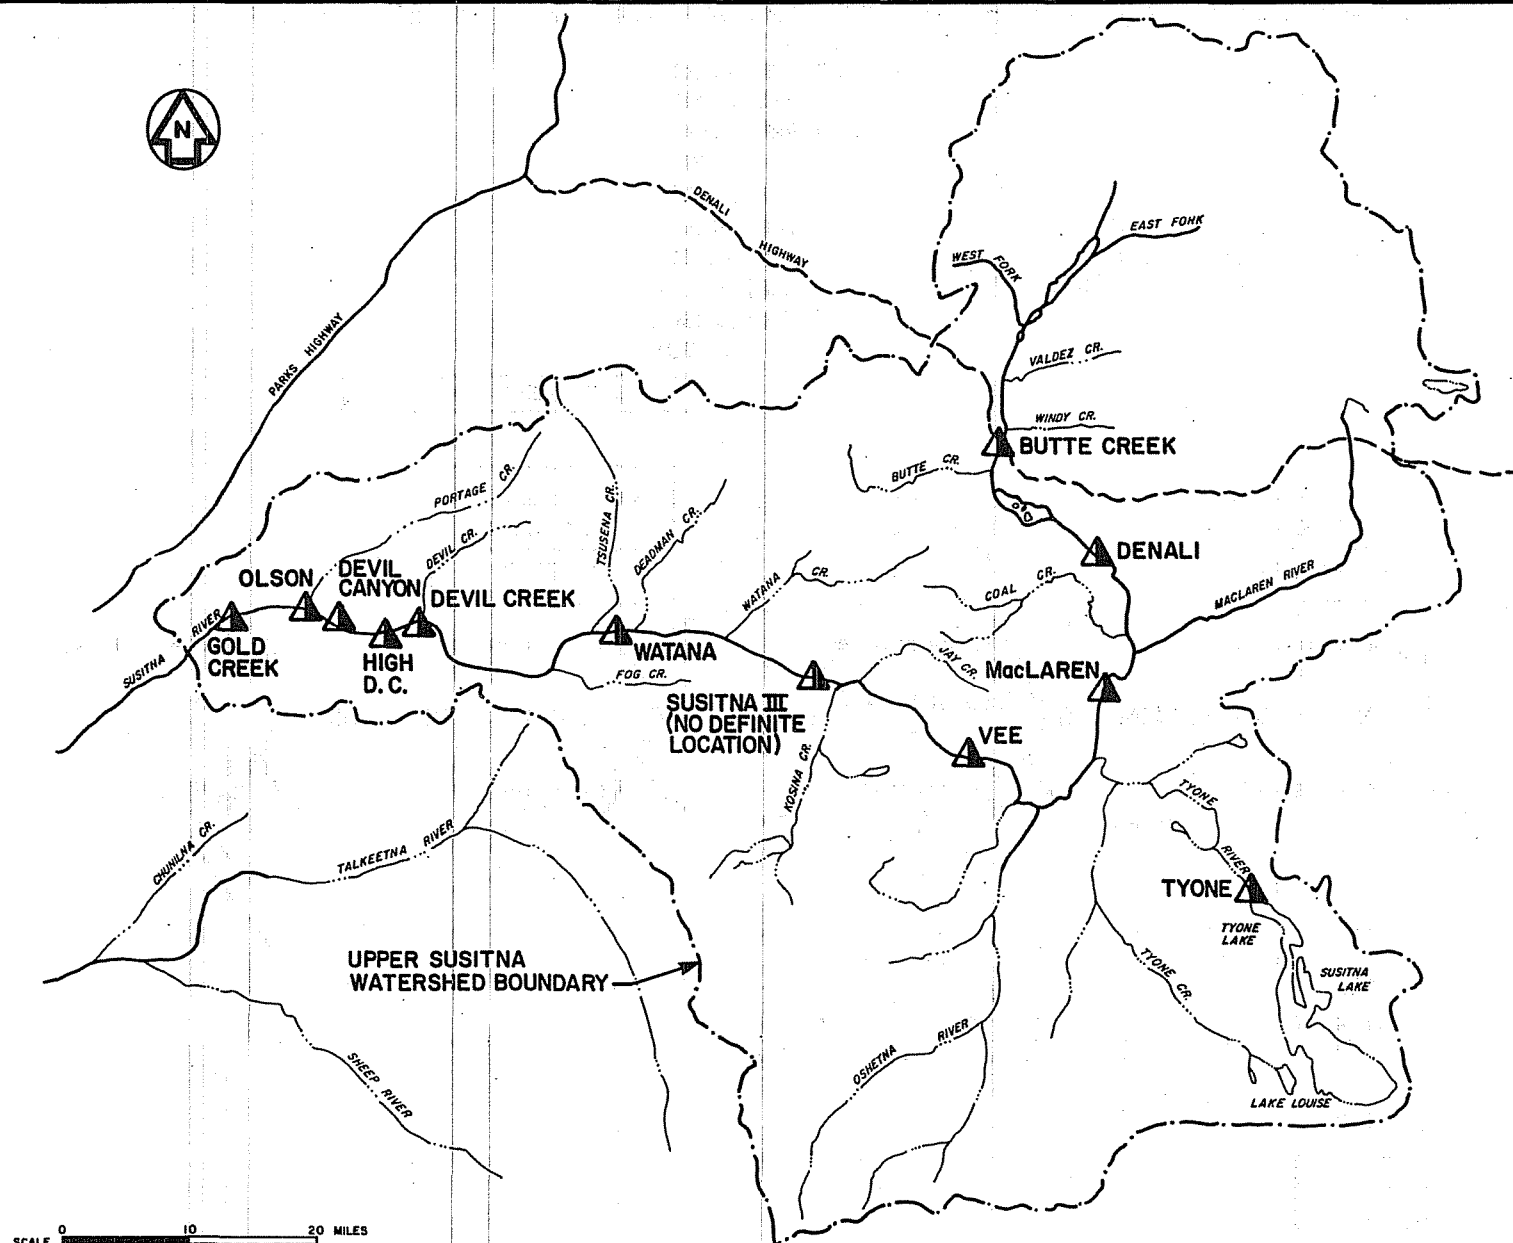 N
DENALI
HIGHWAY
PARKS HIGHWAY
WEST FORK
EAST FORK
VALDEZ CR.
WINDY CR.
BUTTE CREEK
BUTTE CR.
PORTAGE CR.
DEVIL CR.
TSUSENA CR.
DEADMAN CR.
WATANA CR.
COAL CR.
DENALI
MACLAREN RIVER
OLSON
DEVIL
CANYON
DEVIL CREEK
SUSITNA RIVER
GOLD
CREEK
HIGH
D.C.
WATANA
FOG CR.
JAY CR.
MacLAREN
SUSITNA III
(NO DEFINITE
LOCATION)
VEE
KOSINA CR.
TYONE
RIVER
CHUNILNA CR.
TALKEETNA RIVER
TYONE
TYONE
LAKE
SUSITNA
LAKE
TYONE CR.
UPPER SUSITNA
WATERSHED BOUNDARY
OSHETNA RIVER
SHEEP RIVER
LAKE LOUISE
0 10 20 MILES
SCALE